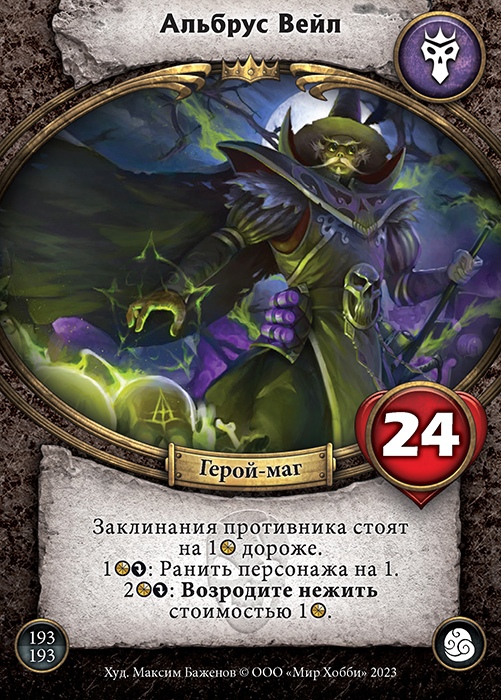 Альбрус Вейп
24
Герой-маг
Заклинания противника стоят
на 1 дороже.
1: Ранить персонажа на 1.
2: Возродите нежить
стоимостью 1.
193
193
Худ. Максим Баженов © ООО «Мир Хобби» 2023